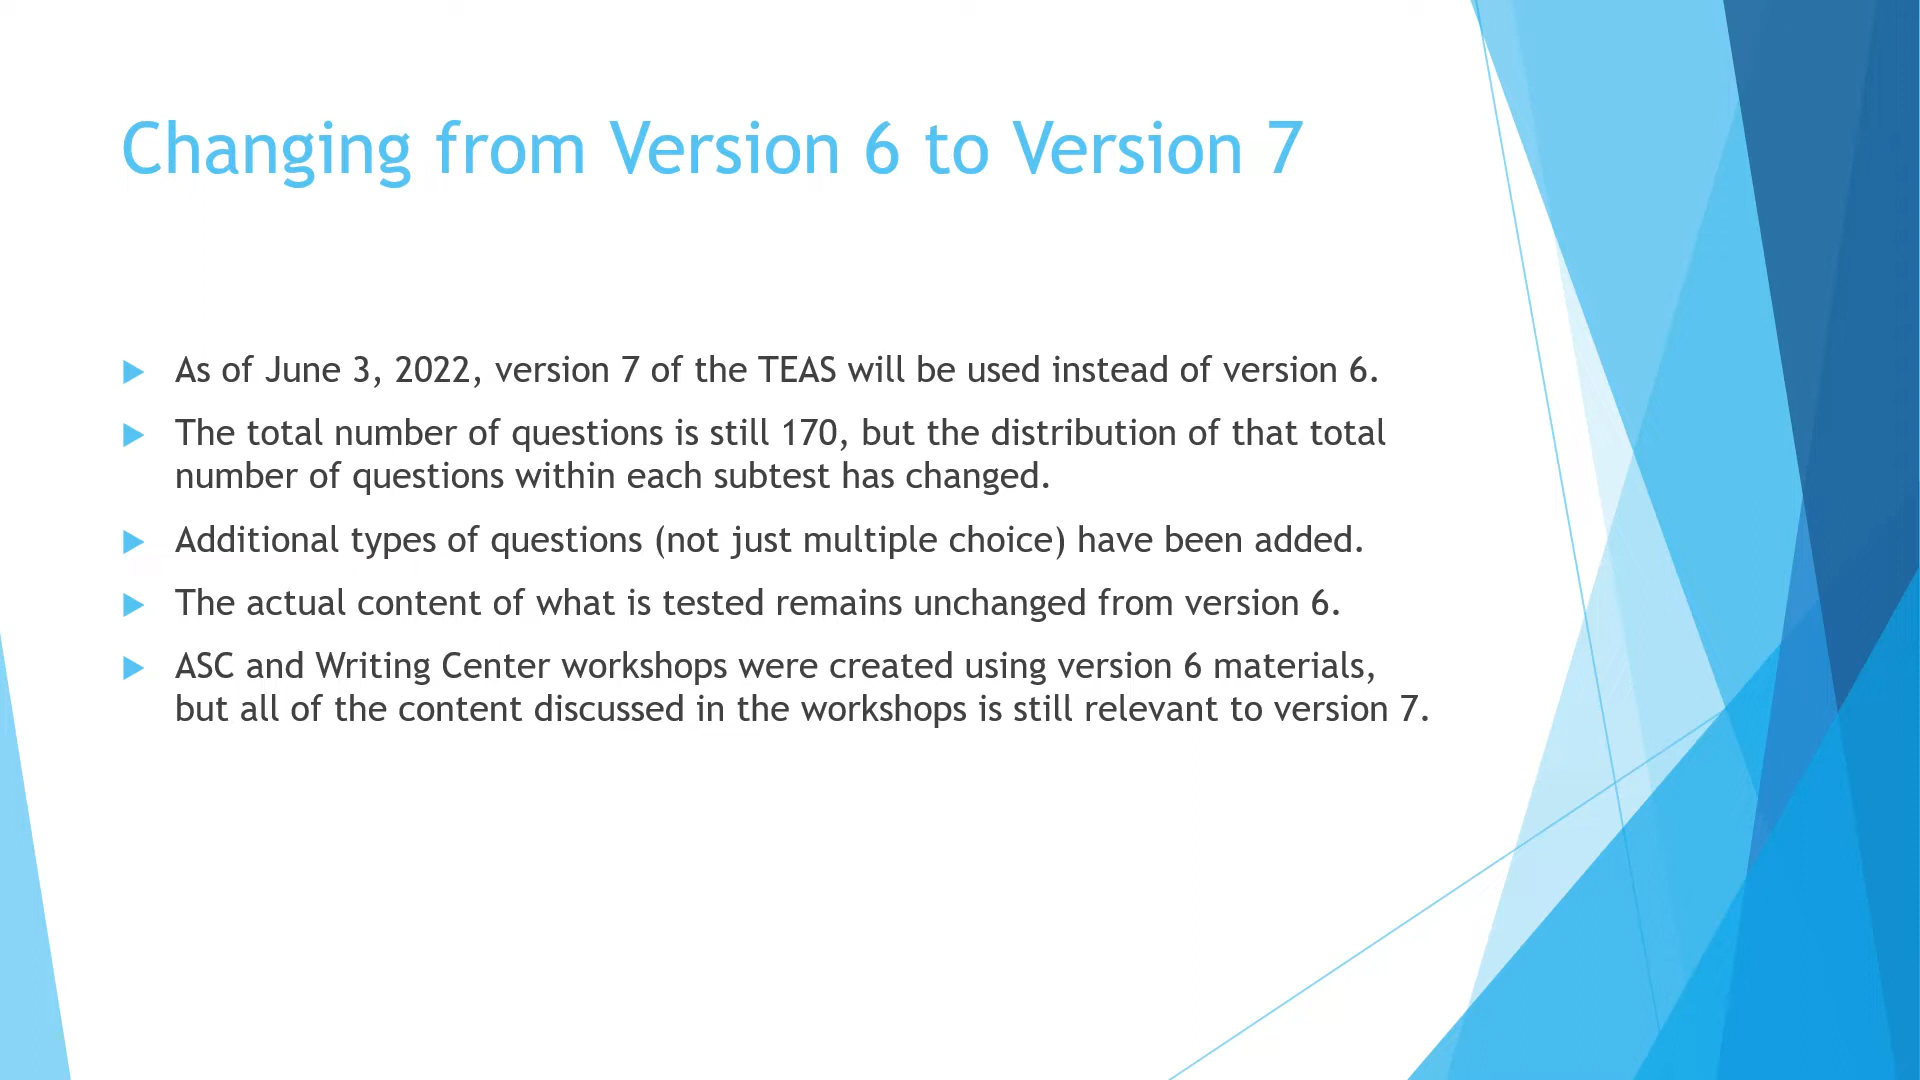 Changing from Version 6 to Version 7
As of June 3, 2022, version 7 of the TEAS will be used instead of version 6.
The total number of questions is still 170, but the distribution of that total
number of questions within each subtest has changed.
Additional types of questions (not just multiple choice) have been added.
The actual content of what is tested remains unchanged from version 6.
ASC and Writing Center workshops were created using version 6 materials,
but all of the content discussed in the workshops is still relevant to version 7.